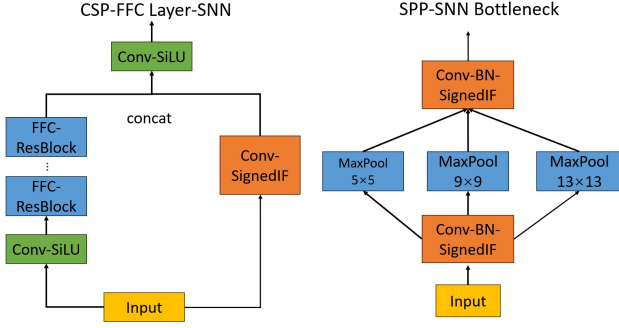 CSP-FFC Layer-SNN
Conv-SiLU
concat
FFC-
ResBlock
...
FFC-
ResBlock
Conv-SiLU
Conv-
SignedIF
Input
SPP-SNN Bottleneck
Conv-BN-
SignedIF
MaxPool
5×5
MaxPool
9×9
MaxPool
13×13
Conv-BN-
SignedIF
Input